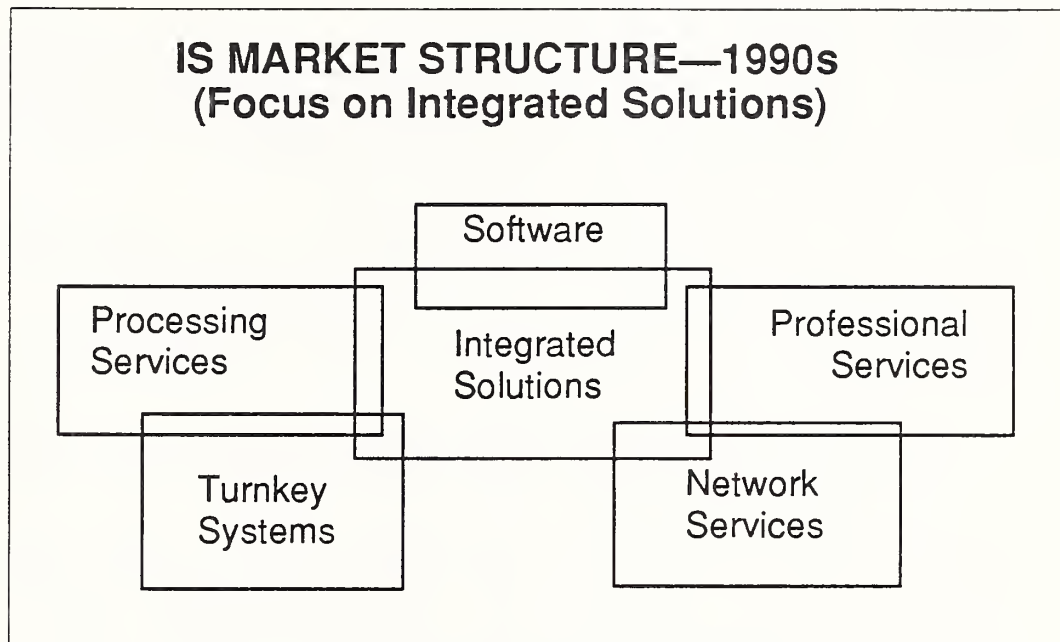 IS MARKET STRUCTURE—1990s
(Focus on Integrated Solutions)
Software
Processing
Services
Integrated
Solutions
Professional
Services
Turnkey
Systems
Network
Services